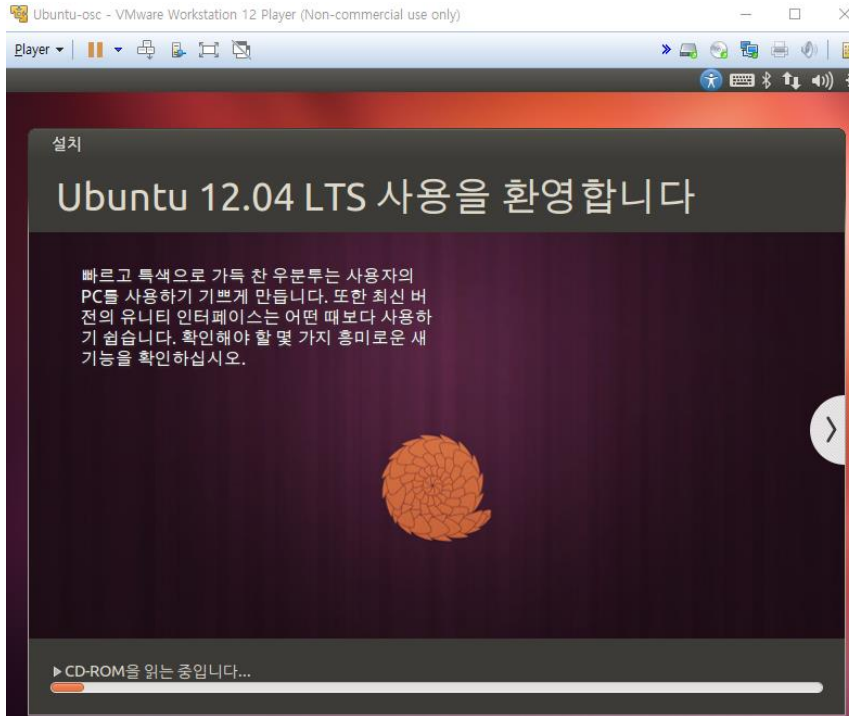 Ubuntu-osc - VMware Workstation 12 Player (Non-commercial use only)
Player
설치
Ubuntu 12.04 LTS 사용을 환영합니다
빠르고 특색으로 가득 찬 우분투는 사용자의
PC를 사용하기 기쁘게 만듭니다. 또한 최신 버
전의 유니티 인터페이스는 어떤 때보다 사용하
기 쉽습니다. 확인해야 할 몇 가지 흥미로운 새
기능을 확인하십시오.
CD-ROM을 읽는 중입니다...